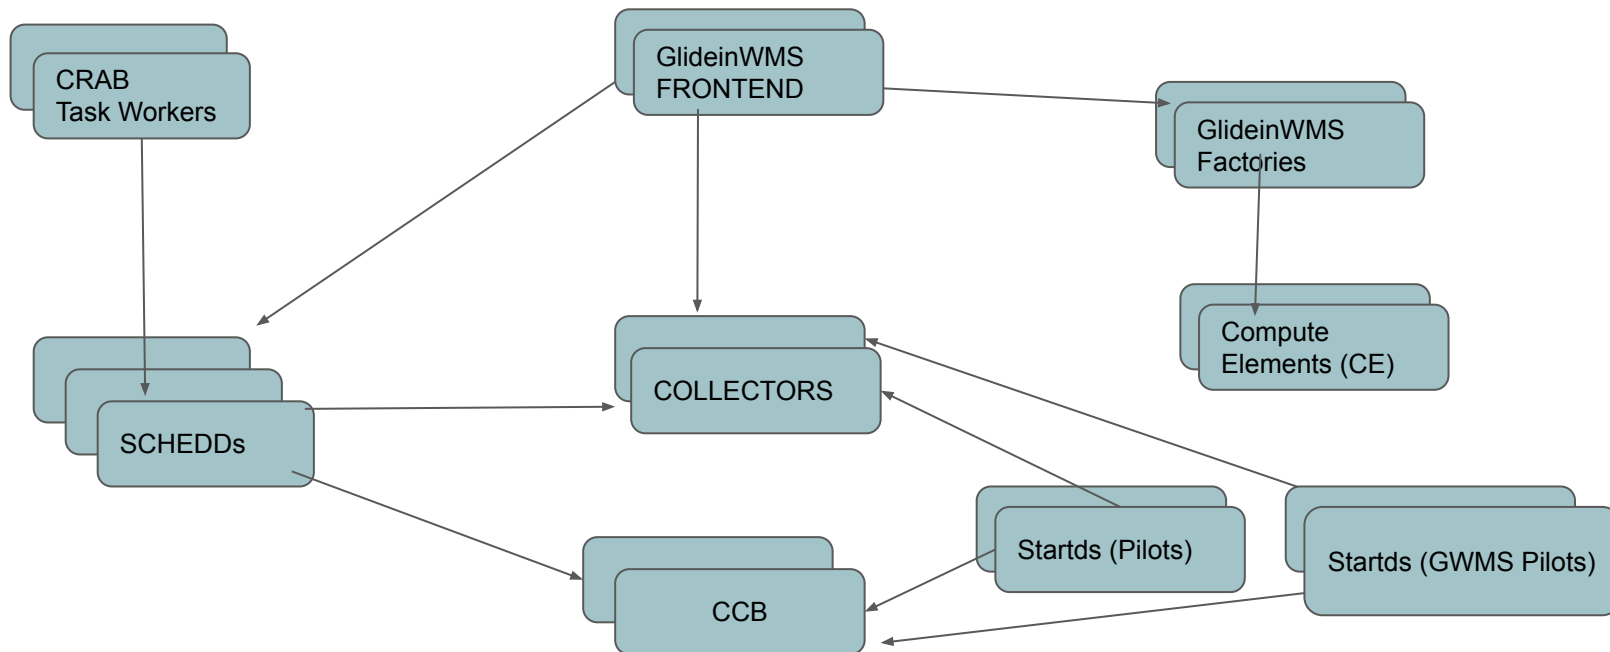 CRAB
Task Workers
GlideinWMS
FRONTEND
GlideinWMS
Factories
Compute
Elements (CE)
COLLECTORS
SCHEDDs
Startds (Pilots)
Startds (GWMS Pilots)
CCB